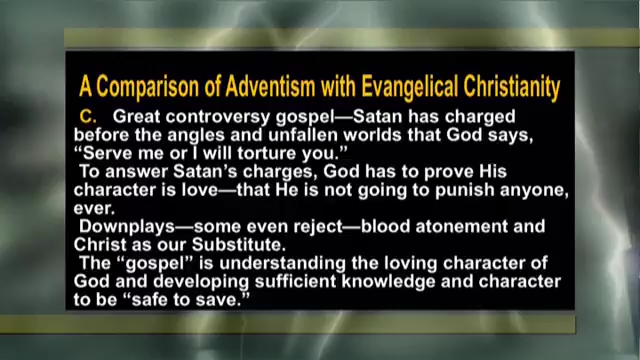 A Comparison of Adventism with Evangelical Christianity
C. Great controversy gospel—Satan has charged
before the angles and unfallen worlds that God says,
“Serve me or I will torture you.”
To answer Satan’s charges, God has to prove His
character is love—that He is not going to punish anyone,
ever.
Downplays—some even reject—blood atonement and
Christ as our Substitute.
The “gospel” is understanding the loving character of
God and developing sufficient knowledge and character
to be “safe to save.”